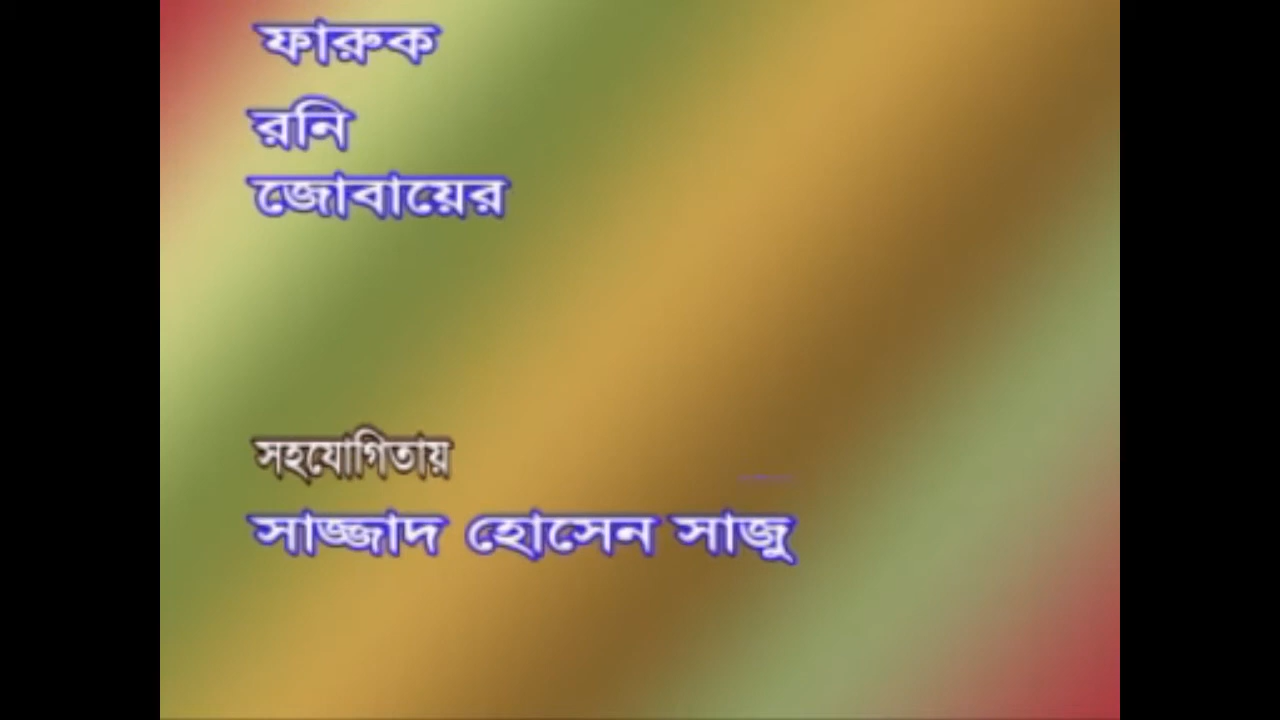 ফারুক
রনি
জোবায়ের
সহযোগিতায়
সাজ্জাদ হোসেন সাজু